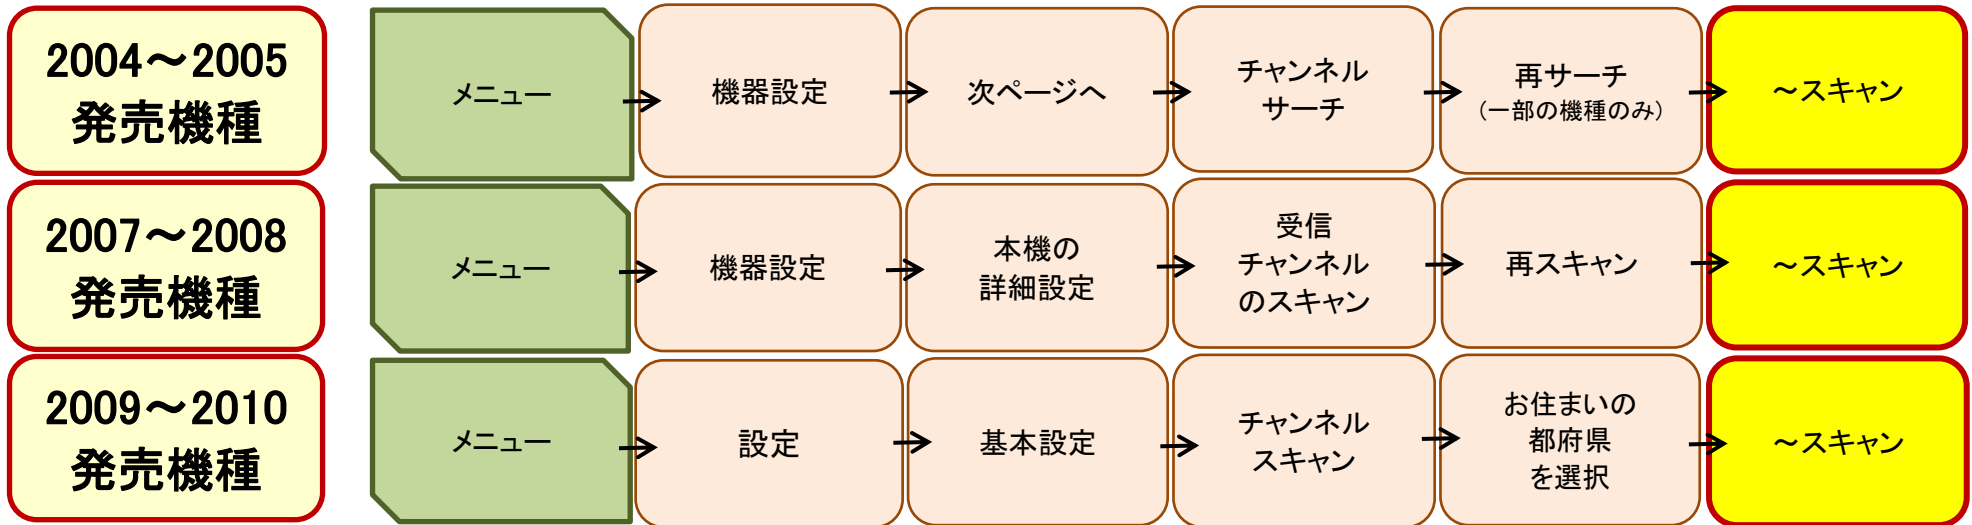 2004～2005
発売機種
メニュー
機器設定
次ページへ
チャンネル
サーチ
再サーチ
（一部の機種のみ）
～スキャン
2007～2008
発売機種
メニュー
機器設定
本機の
詳細設定
受信
チャンネル
のスキャン
再スキャン
～スキャン
2009～2010
発売機種
メニュー
設定
基本設定
チャンネル
スキャン
お住まいの
都府県
を選択
～スキャン